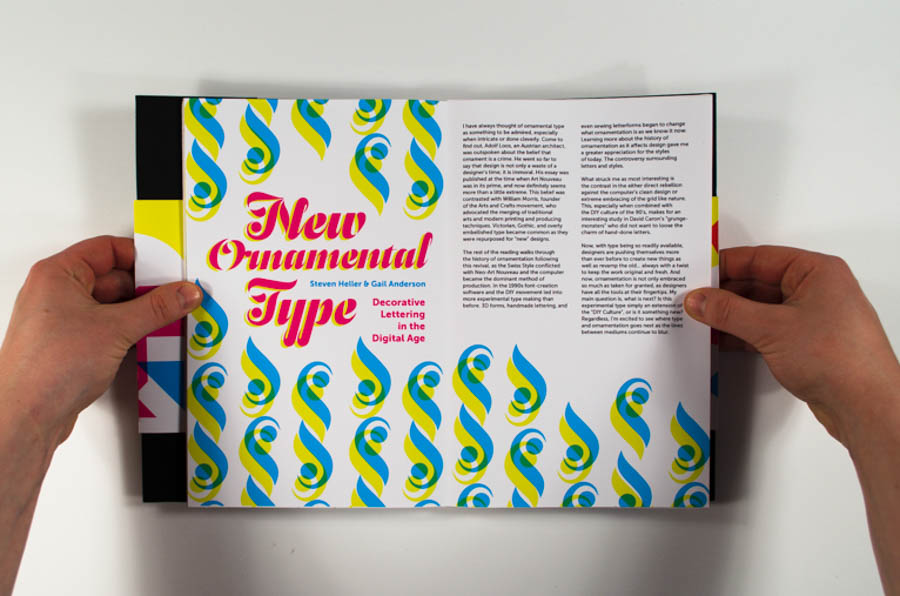 New
Ornamental
Type
Steven Heller & Gail Anderson
Decorative
Lettering
in the
Digital Age
I have always thought of ornamental type
as something to be admired, especially
when intricate or done cleverly. Come to
find out, Adolf Loos, an Austrian architect,
was outspoken about the belief that
ornament is a crime. He went so far to
say that design is not only a waste of a
designer's time, it is immoral. His essay was
published at the time when Art Nouveau
was in its prime, and now definitely seems
more than a little extreme. This belief was
contrasted with William Morris, founder
of the Arts and Crafts movement, who
advocated the merging of traditional
arts and modern printing and producing
techniques. Victorian, Gothic, and overly
embellished type became common as they
were repurposed for "new" designs.
The rest of the reading walks through
the history of ornamentation following
this revival, as the Swiss Style conflicted
with Neo-Art Nouveau and the computer
became the dominant method of
production. In the 1990s font-creation
software and the DIY movement led into
more experimental type making than
before. 3D forms, handmade lettering, and
even sewing letterforms began to change
what ornamentation is as we know it now.
Learning more about the history of
ornamentation as it affects design gave me
a greater appreciation for the styles
of today. The controversy surrounding
letters and styles.
What struck me as most interesting is
the contrast in the either direct rebellion
against the computer's clean design or
extreme embracing of the grid like nature.
This, especially when combined with
the DIY culture of the 90's, makes for an
interesting study in David Caron's "grunge-
monsters" who did not want to loose the
charm of hand-done letters.
Now, with type being so readily available,
designers are pushing themselves more
than ever before to create new things as
well as revamp the old... always with a twist
to keep the work original and fresh. And
now, ornamentation is not only embraced
so much as taken for granted, as designers
have all the tools at their fingertips. My
main question is, what is next? Is this
experimental type simply an extension of
the "DIY Culture", or is it something new?
Regardless, I'm excited to see where type
and ornamentation goes next as the lines
between mediums continue to blur.